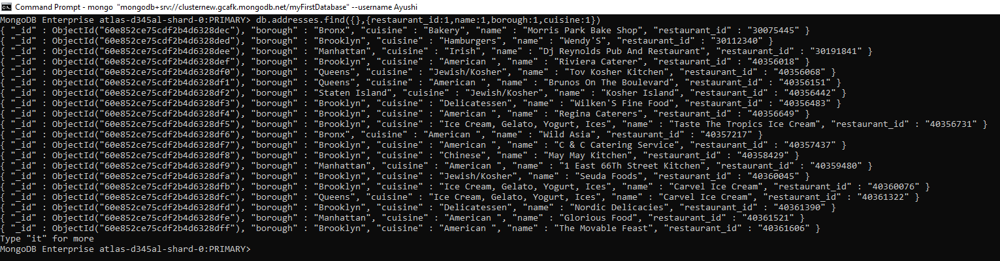 Command Prompt - mongo "mongodb+srv://clusternew.gcafk.mongodb.net/myFirstDatabase" --username Ayushi
MongoDB Enterprise atlas-d345al-shard-0:PRIMARY> db.addresses.find({},{restaurant_id:1,name:1,borough:1,cuisine:1})
{ "_id" : ObjectId("60e852ce75cdf2b4d6328dec"), "borough" : "Bronx", "cuisine" : "Bakery", "name" : "Morris Park Bake Shop", "restaurant_id" : "30075445" }
{ "_id" : ObjectId("60e852ce75cdf2b4d6328ded"), "borough" : "Brooklyn", "cuisine" : "Hamburgers", "name" : "Wendy'S", "restaurant_id" : "30112340" }
{ "_id" : ObjectId("60e852ce75cdf2b4d6328dee"), "borough" : "Manhattan", "cuisine" : "Irish", "name" : "Dj Reynolds Pub And Restaurant", "restaurant_id" : "30191841" }
{ "_id" : ObjectId("60e852ce75cdf2b4d6328def"), "borough" : "Brooklyn", "cuisine" : "American ", "name" : "Riviera Caterer", "restaurant_id" : "40356018" }
{ "_id" : ObjectId("60e852ce75cdf2b4d6328df0"), "borough" : "Queens", "cuisine" : "Jewish/Kosher", "name" : "Tov Kosher Kitchen", "restaurant_id" : "40356068" }
{ "_id" : ObjectId("60e852ce75cdf2b4d6328df1"), "borough" : "Queens", "cuisine" : "American ", "name" : "Brunos On The Boulevard", "restaurant_id" : "40356151" }
{ "_id" : ObjectId("60e852ce75cdf2b4d6328df2"), "borough" : "Staten Island", "cuisine" : "Jewish/Kosher", "name" : "Kosher Island", "restaurant_id" : "40356442" }
{ "_id" : ObjectId("60e852ce75cdf2b4d6328df3"), "borough" : "Brooklyn", "cuisine" : "Delicatessen", "name" : "Wilken'S Fine Food", "restaurant_id" : "40356483" }
{ "_id" : ObjectId("60e852ce75cdf2b4d6328df4"), "borough" : "Brooklyn", "cuisine" : "American ", "name" : "Regina Caterers", "restaurant_id" : "40356649" }
{ "_id" : ObjectId("60e852ce75cdf2b4d6328df5"), "borough" : "Brooklyn", "cuisine" : "Ice Cream, Gelato, Yogurt, Ices", "name" : "Taste The Tropics Ice Cream", "restaurant_id" : "40356731" }
{ "_id" : ObjectId("60e852ce75cdf2b4d6328df6"), "borough" : "Bronx", "cuisine" : "American ", "name" : "Wild Asia", "restaurant_id" : "40357217" }
{ "_id" : ObjectId("60e852ce75cdf2b4d6328df7"), "borough" : "Brooklyn", "cuisine" : "American ", "name" : "C & C Catering Service", "restaurant_id" : "40357437" }
{ "_id" : ObjectId("60e852ce75cdf2b4d6328df8"), "borough" : "Brooklyn", "cuisine" : "Chinese", "name" : "May May Kitchen", "restaurant_id" : "40358429" }
{ "_id" : ObjectId("60e852ce75cdf2b4d6328df9"), "borough" : "Manhattan", "cuisine" : "American ", "name" : "1 East 66Th Street Kitchen", "restaurant_id" : "40359480" }
{ "_id" : ObjectId("60e852ce75cdf2b4d6328dfa"), "borough" : "Brooklyn", "cuisine" : "Jewish/Kosher", "name" : "Seuda Foods", "restaurant_id" : "40360045" }
{ "_id" : ObjectId("60e852ce75cdf2b4d6328dfb"), "borough" : "Brooklyn", "cuisine" : "Ice Cream, Gelato, Yogurt, Ices", "name" : "Carvel Ice Cream", "restaurant_id" : "40360076" }
{ "_id" : ObjectId("60e852ce75cdf2b4d6328dfc"), "borough" : "Queens", "cuisine" : "Ice Cream, Gelato, Yogurt, Ices", "name" : "Carvel Ice Cream", "restaurant_id" : "40361322" }
{ "_id" : ObjectId("60e852ce75cdf2b4d6328dfd"), "borough" : "Brooklyn", "cuisine" : "Delicatessen", "name" : "Nordic Delicacies", "restaurant_id" : "40361390" }
{ "_id" : ObjectId("60e852ce75cdf2b4d6328dfe"), "borough" : "Manhattan", "cuisine" : "American ", "name" : "Glorious Food", "restaurant_id" : "40361521" }
{ "_id" : ObjectId("60e852ce75cdf2b4d6328dff"), "borough" : "Brooklyn", "cuisine" : "American ", "name" : "The Movable Feast", "restaurant_id" : "40361606" }
Type "it" for more
MongoDB Enterprise atlas-d345al-shard-0:PRIMARY>